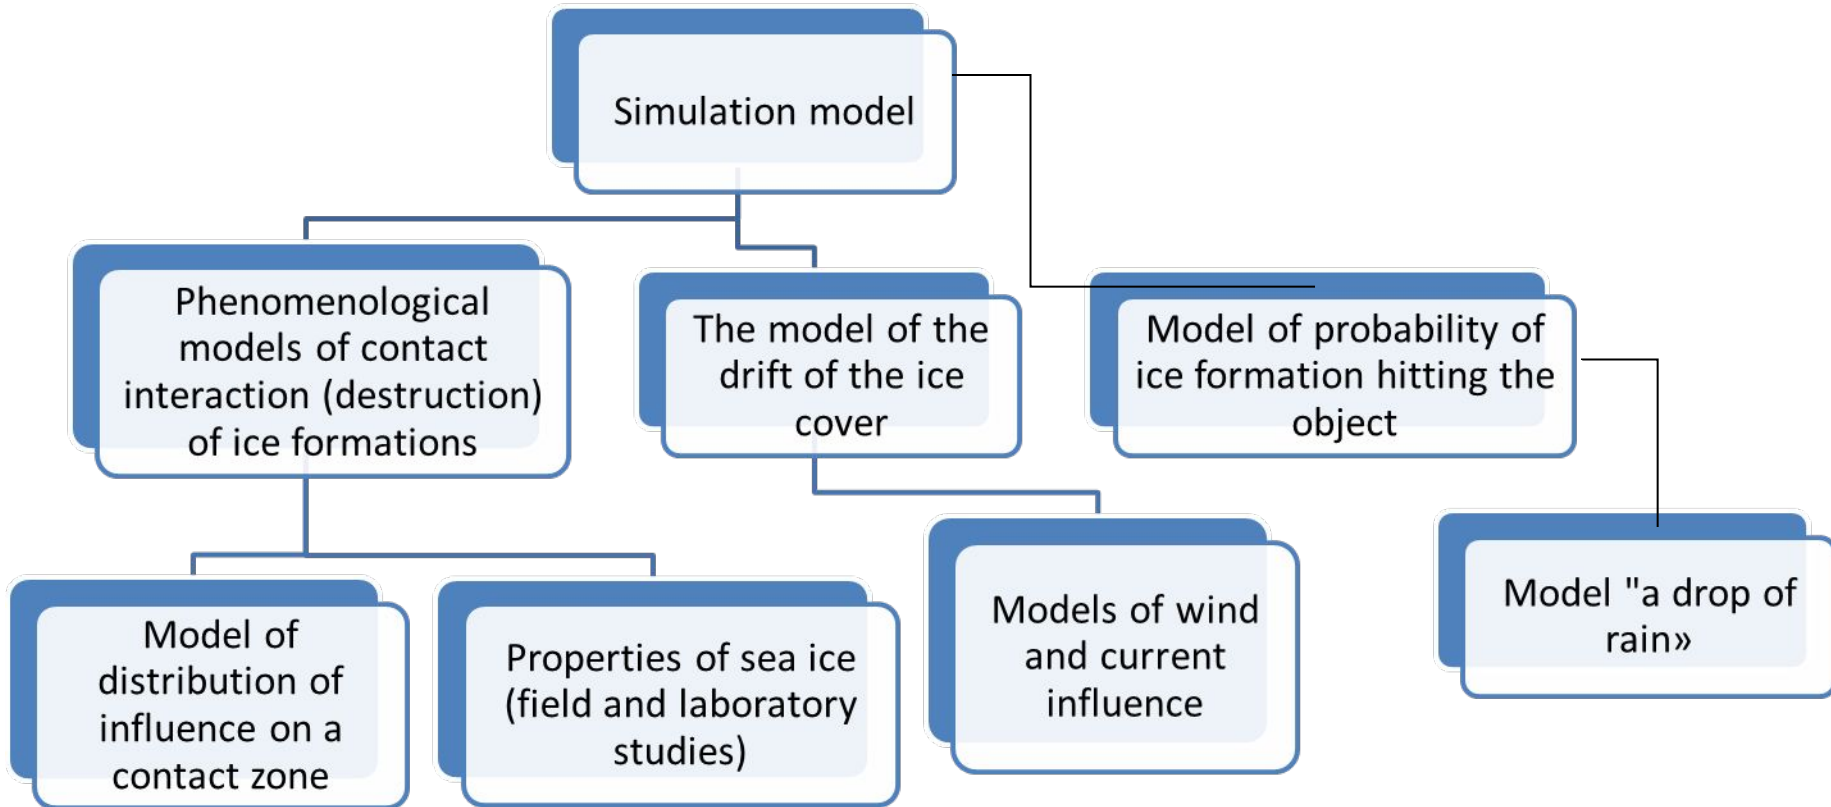 Simulation model
Phenomenological
models of contact
interaction (destruction)
of ice formations
The model of the
drift of the ice
cover
Model of probability of
ice formation hitting the
object
Model of
distribution of
influence on a
contact zone
Properties of sea ice
(field and laboratory
studies)
Models of wind
and current
influence
Model "a drop of
rain»